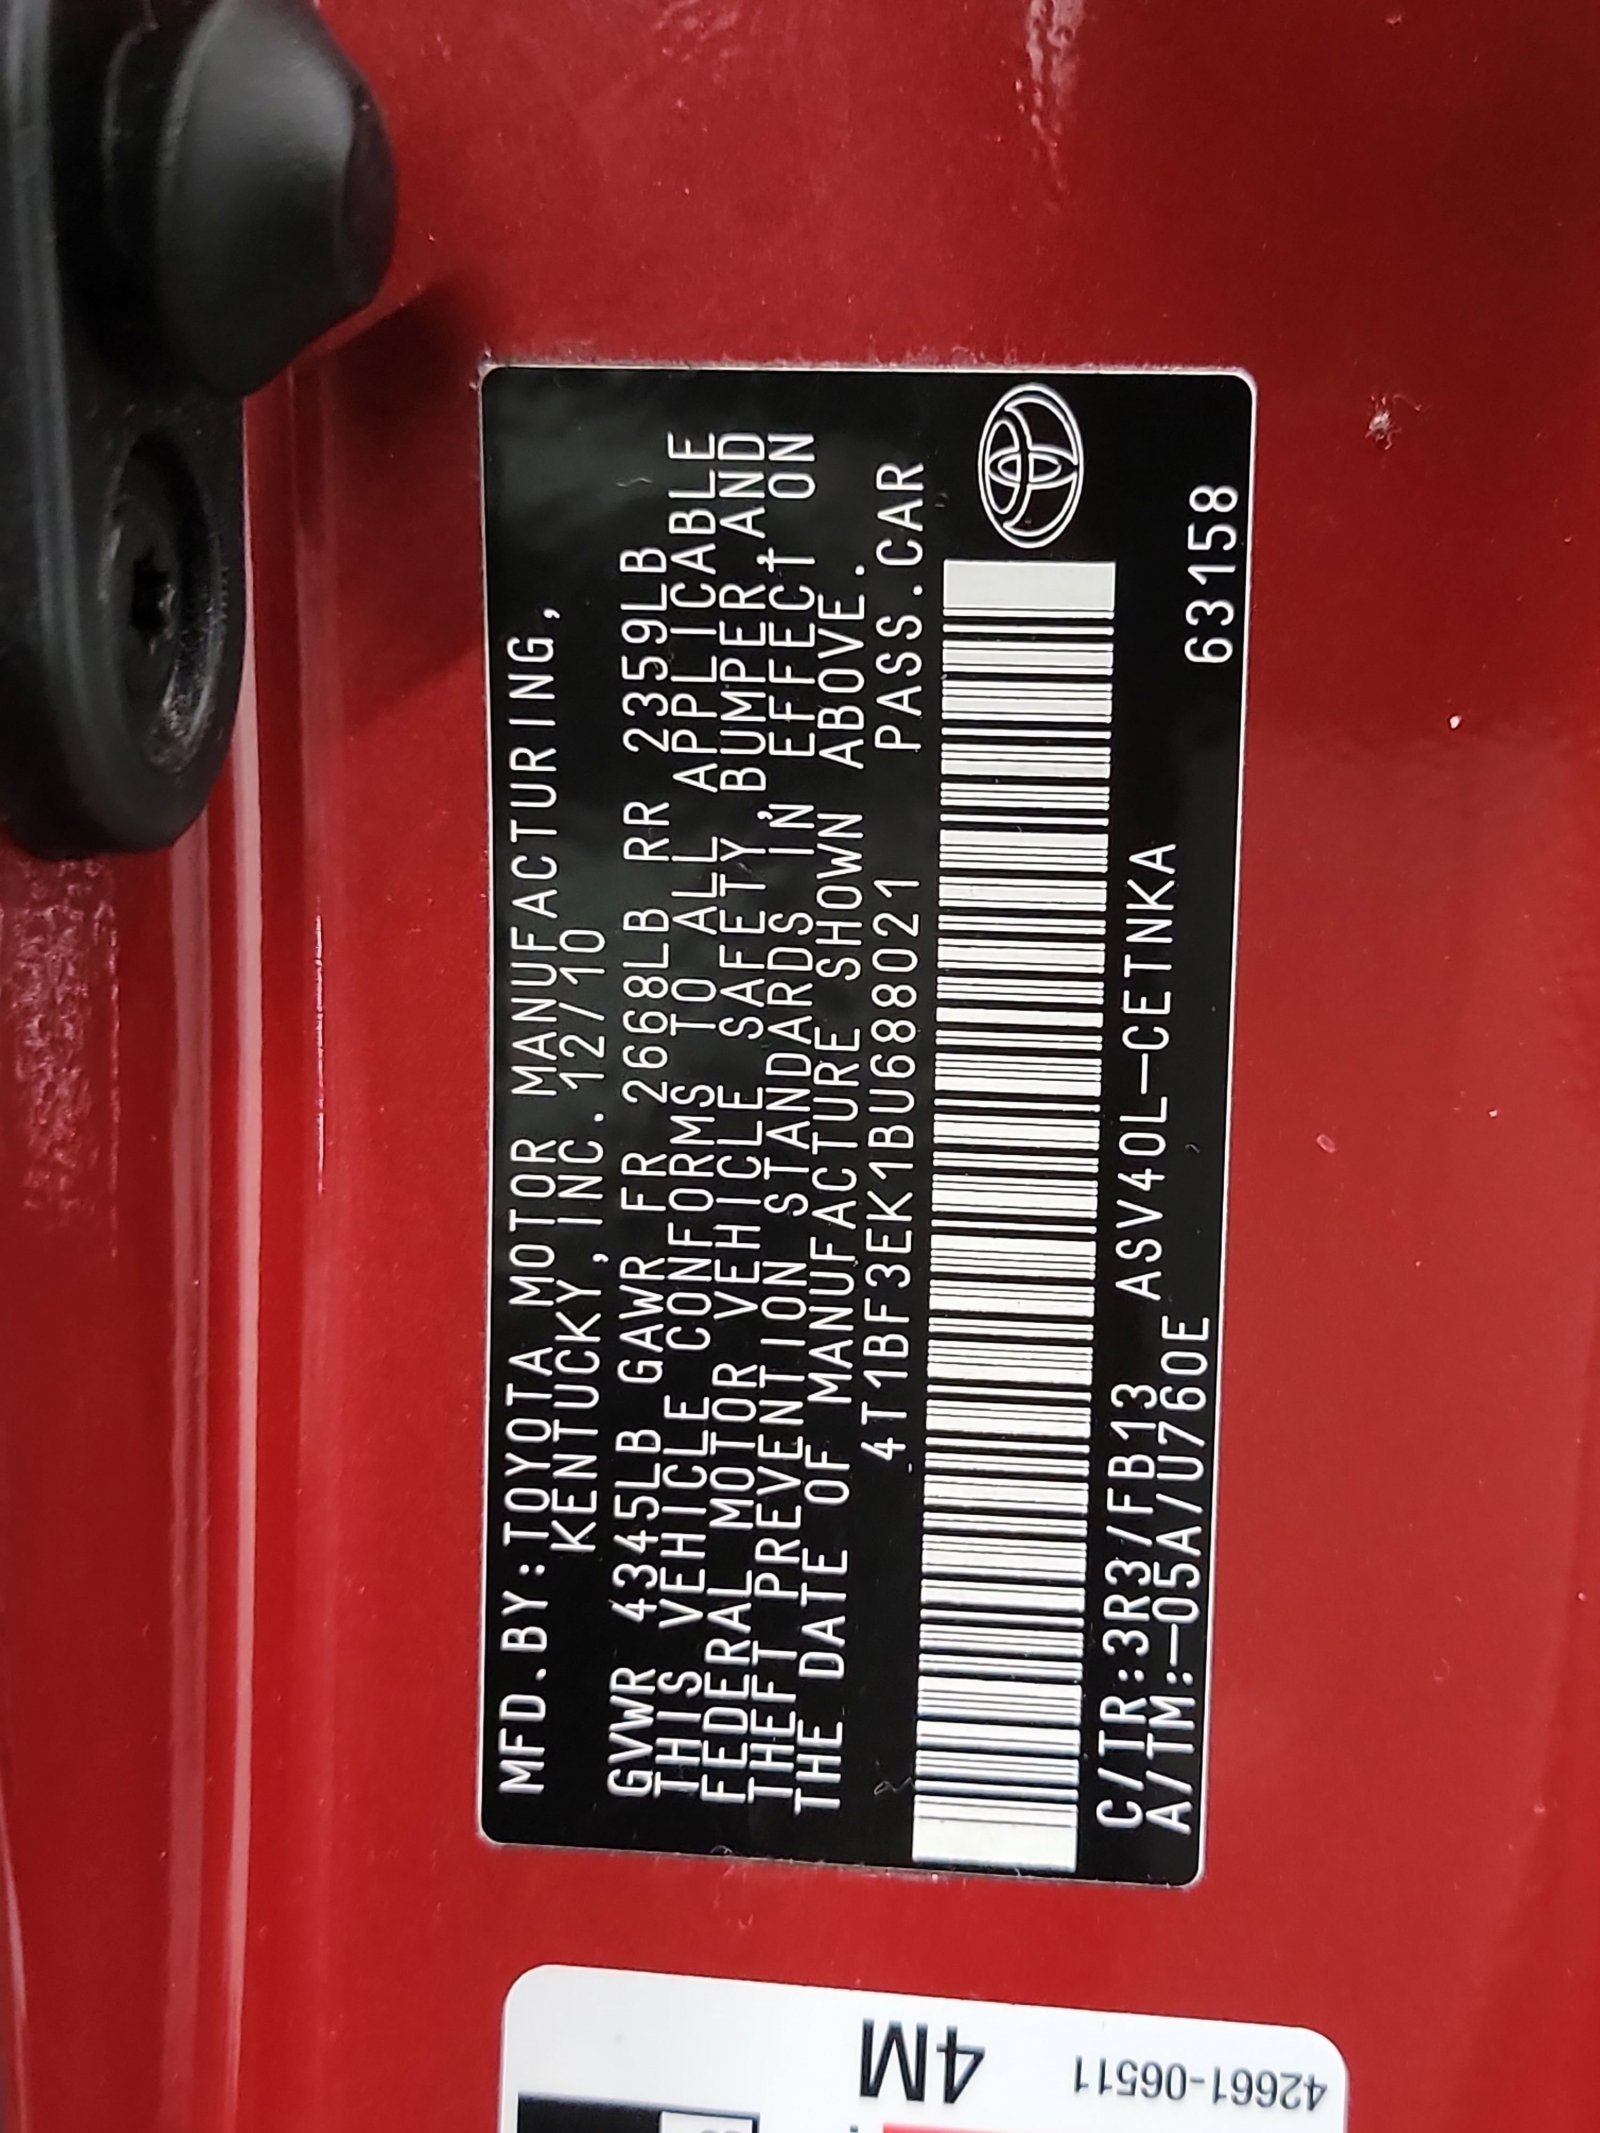 MFD.BY:TOYOTA MOTOR MANUFACTURING,
KENTUCKY, INC. 12/10
GVWR 4345LB GAWR FR 2668LB RR 2359LB
THIS VEHICLE CONFORMS TO ALL APPLICABLE
FEDERAL MOTOR VEHICLE SAFETY, BUMPER, AND
THEFT PREVENTION STANDARDS IN EFFECT ON
THE DATE OF MANUFACTURE SHOWN ABOVE.
4T1BF3EK1BU688021 PASS.CAR
C/TR:3R3/FB13 ASV40L-CETNKA
A/TM:-05A/U760E 63158
4M
42661-06511